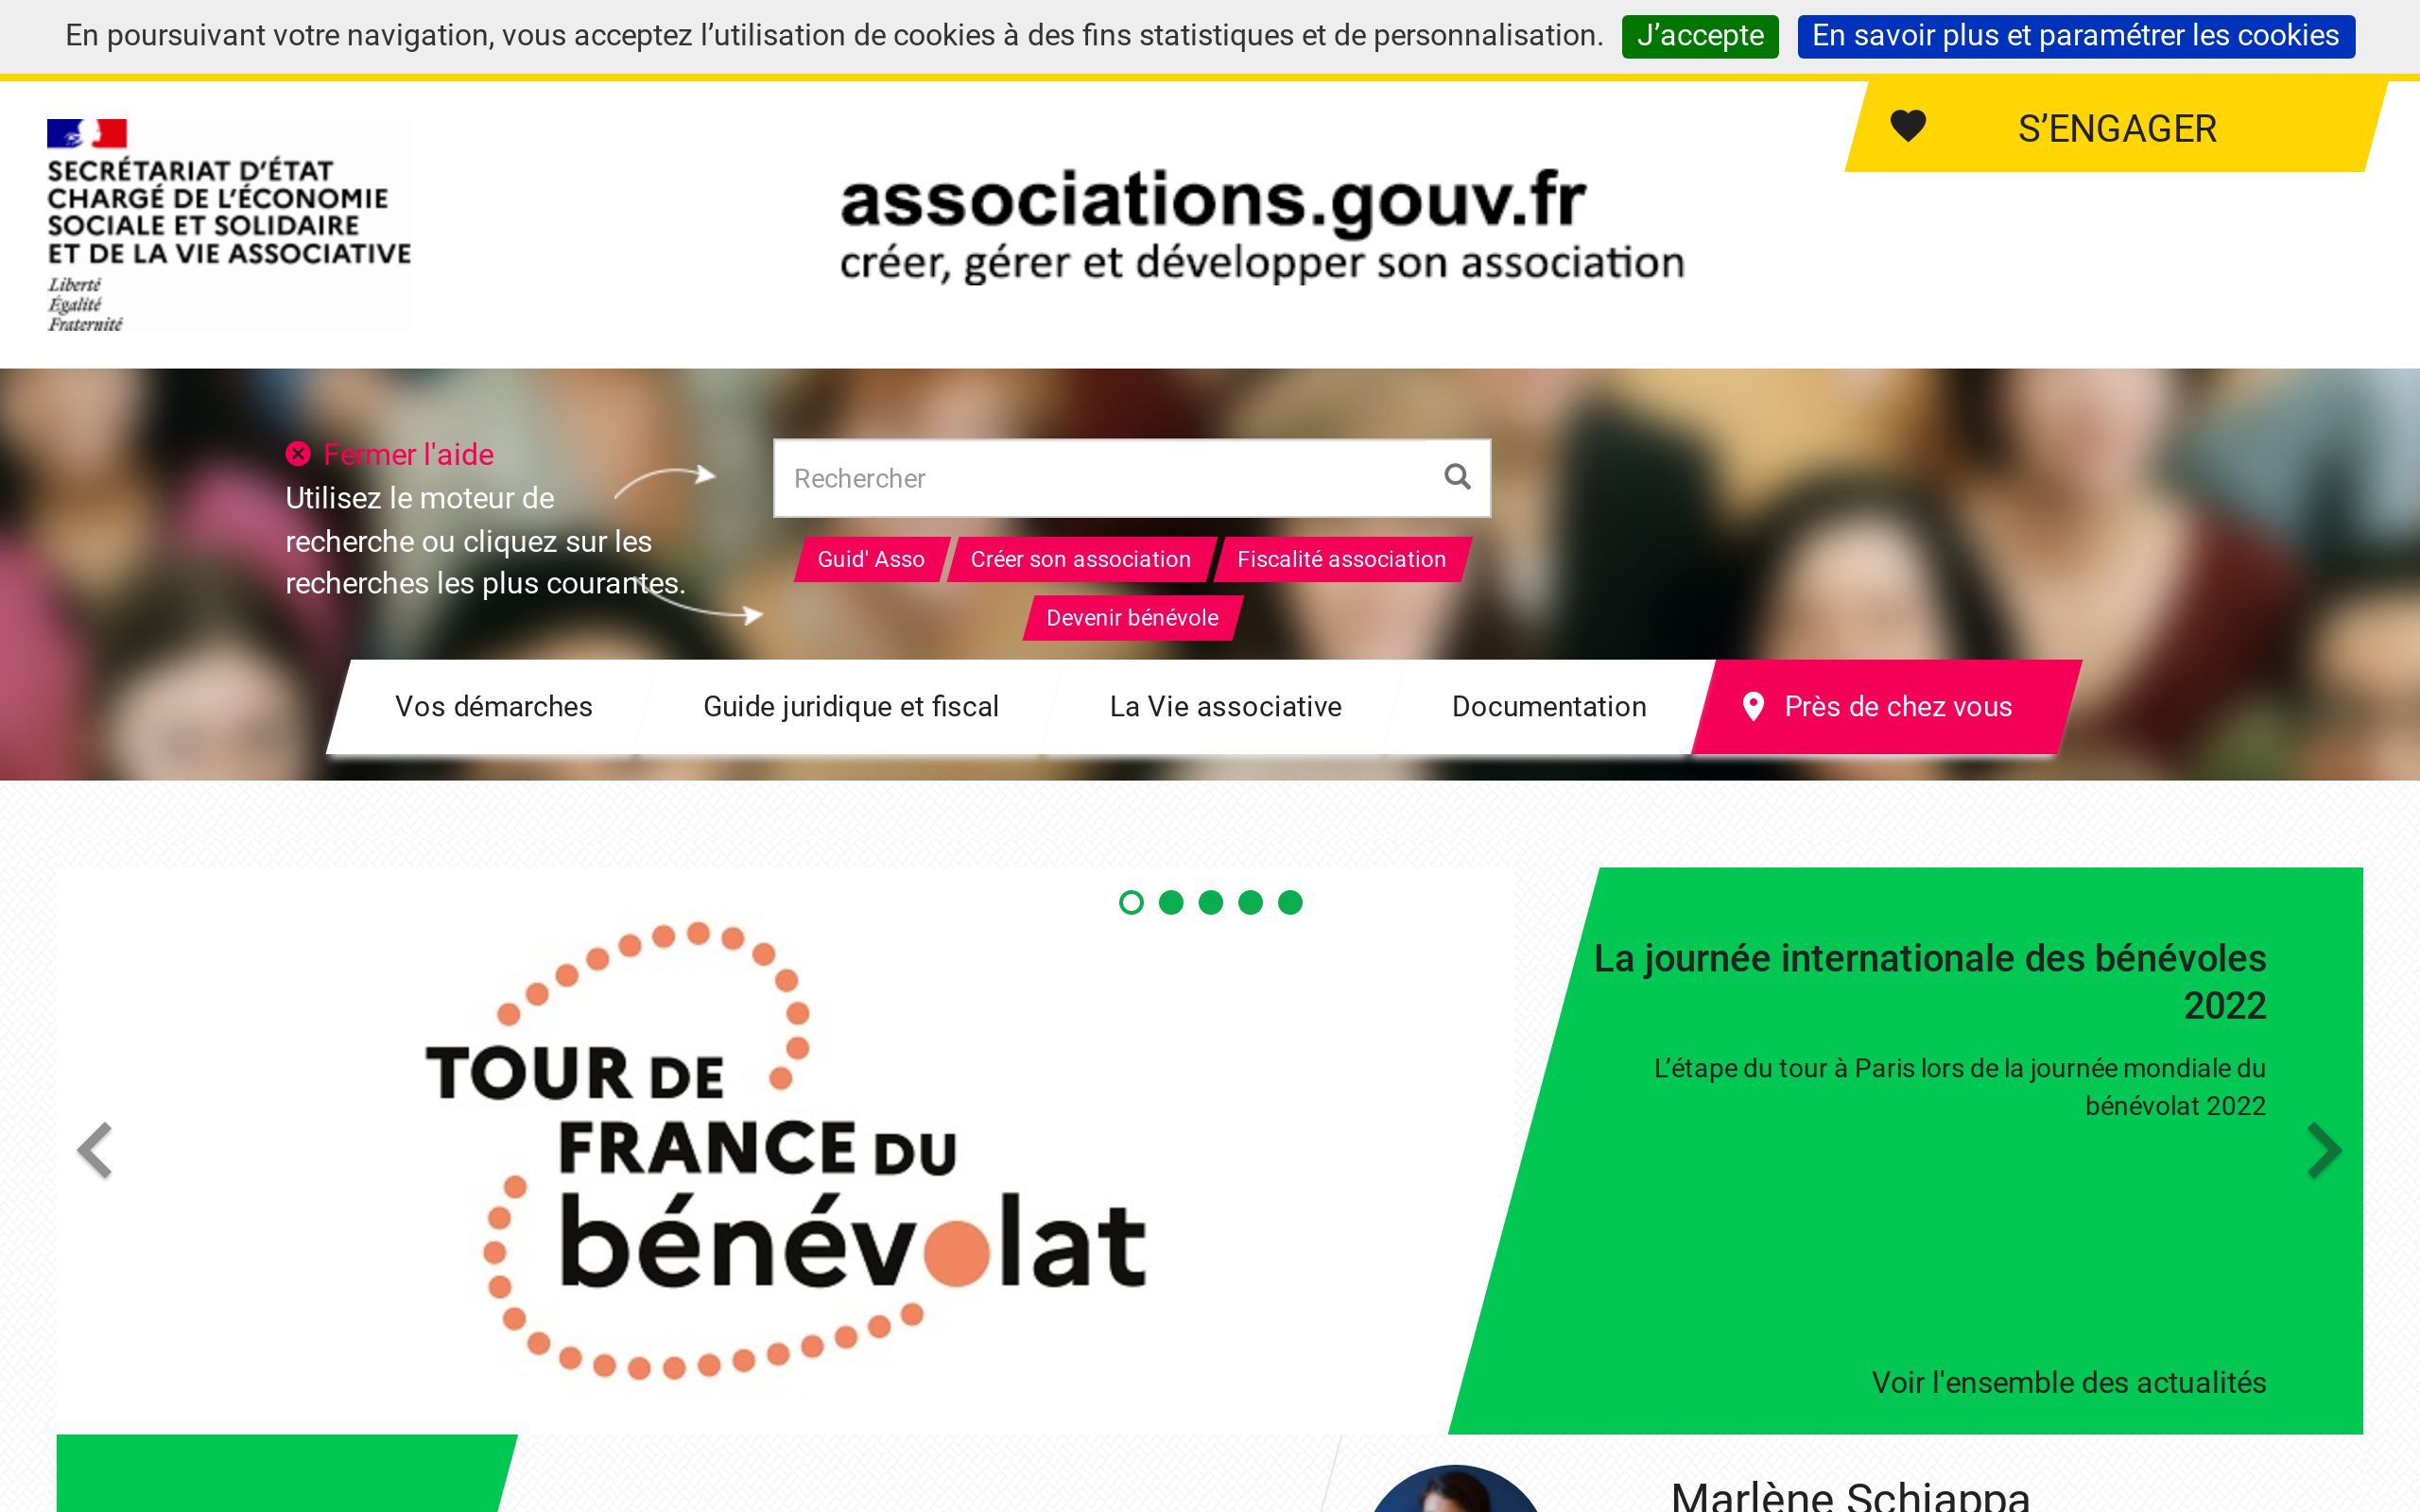 En poursuivant votre navigation, vous acceptez l’utilisation de cookies à des fins statistiques et de personnalisation. J’accepte En savoir plus et paramétrer les cookies
S’ENGAGER
SECRÉTARIAT D’ÉTAT
CHARGÉ DE L’ÉCONOMIE
SOCIALE ET SOLIDAIRE
ET DE LA VIE ASSOCIATIVE
Liberté
Égalité
Fraternité
associations.gouv.fr
créer, gérer et développer son association
Fermer l'aide
Utilisez le moteur de
recherche ou cliquez sur les
recherches les plus courantes.
Rechercher
Guid' Asso Créer son association Fiscalité association
Devenir bénévole
Vos démarches Guide juridique et fiscal La Vie associative Documentation Près de chez vous
TOUR DE
FRANCE DU
bénévolat
La journée internationale des bénévoles
2022
L’étape du tour à Paris lors de la journée mondiale du
bénévolat 2022
Voir l'ensemble des actualités
Marlène Schiappa